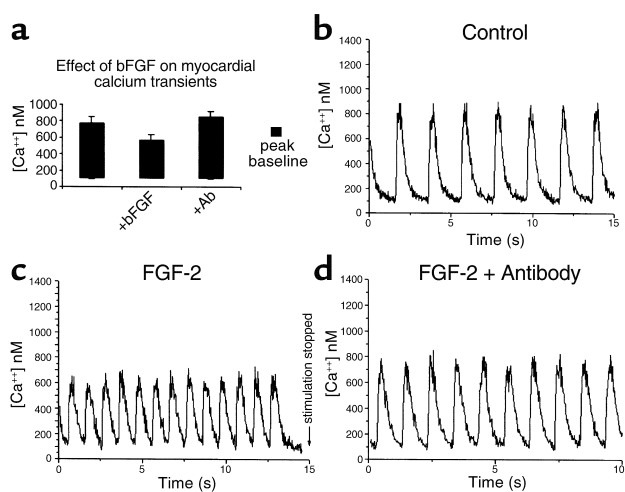 a
Effect of bFGF on myocardial
calcium transients
[Ca⁺⁺] nM
1000
800
600
400
200
0
+bFGF
+Ab
peak
baseline
b
Control
[Ca⁺⁺] nM
1400
1200
1000
800
600
400
200
0
0 5 10 15
Time (s)
c
FGF-2
[Ca⁺⁺] nM
1400
1200
1000
800
600
400
200
0
0 5 10 15
Time (s)
stimulation stopped
d
FGF-2 + Antibody
[Ca⁺⁺] nM
1400
1200
1000
800
600
400
200
0
0 5 10
Time (s)